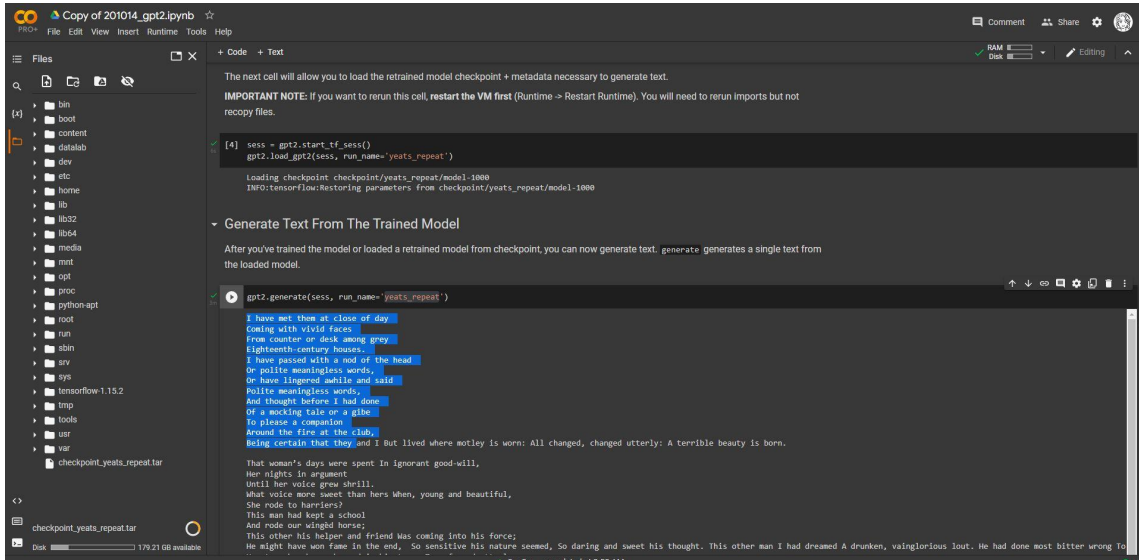 CO
PRO+
Copy of 201014_gpt2.ipynb
File Edit View Insert Runtime Tools Help
Comment
Share
Files
+ Code + Text
RAM
Disk
Editing
{x}
bin
boot
content
datalab
dev
etc
home
lib
lib32
lib64
media
mnt
opt
proc
python-apt
root
run
sbin
srv
sys
tensorflow-1.15.2
tmp
tools
usr
var
checkpoint_yeats_repeat.tar
<>
checkpoint_yeats_repeat.tar
Disk 179.21 GB available
The next cell will allow you to load the retrained model checkpoint + metadata necessary to generate text.
IMPORTANT NOTE: If you want to rerun this cell, restart the VM first (Runtime -> Restart Runtime). You will need to rerun imports but not
recopy files.
[4] sess = gpt2.start_tf_sess()
gpt2.load_gpt2(sess, run_name='yeats_repeat')
Loading checkpoint checkpoint/yeats_repeat/model-1000
INFO:tensorflow:Restoring parameters from checkpoint/yeats_repeat/model-1000
Generate Text From The Trained Model
After you've trained the model or loaded a retrained model from checkpoint, you can now generate text. generate generates a single text from
the loaded model.
gpt2.generate(sess, run_name='yeats_repeat')
I have met them at close of day
Coming with vivid faces
From counter or desk among grey
Eighteenth-century houses.
I have passed with a nod of the head
Or polite meaningless words,
Or have lingered awhile and said
Polite meaningless words,
And thought before I had done
Of a mocking tale or a gibe
To please a companion
Around the fire at the club,
Being certain that they and I But lived where motley is worn: All changed, changed utterly: A terrible beauty is born.
That woman's days were spent In ignorant good-will,
Her nights in argument
Until her voice grew shrill.
What voice more sweet than hers When, young and beautiful,
She rode to harriers?
This man had kept a school
And rode our wingèd horse;
This other his helper and friend Was coming into his force;
He might have won fame in the end, So sensitive his nature seemed, So daring and sweet his thought. This other man I had dreamed A drunken, vainglorious lout. He had done most bitter wrong To